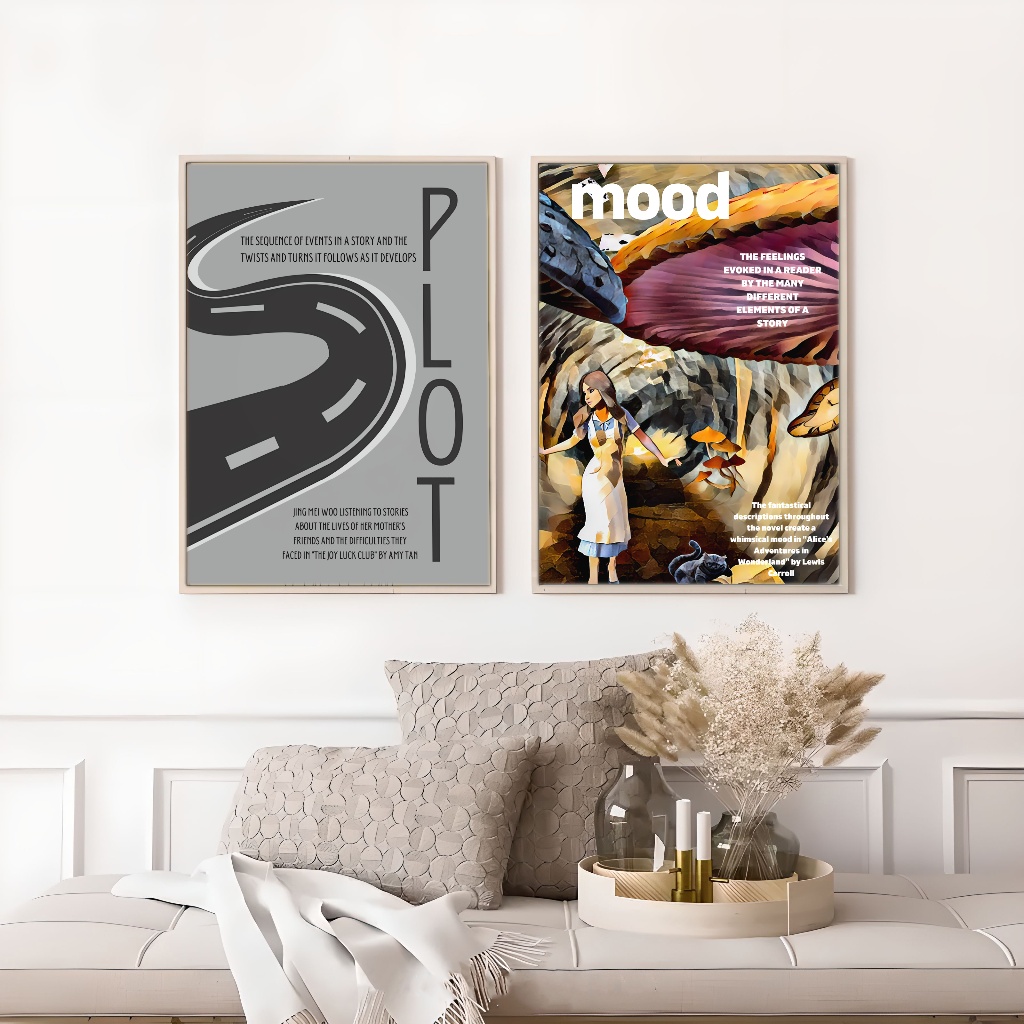 PLOT
THE SEQUENCE OF EVENTS IN A STORY AND THE
TWISTS AND TURNS IT FOLLOWS AS IT DEVELOPS
JING MEI WOO LISTENING TO STORIES
ABOUT THE LIVES OF HER MOTHER'S
FRIENDS AND THE DIFFICULTIES THEY
FACED IN "THE JOY LUCK CLUB" BY AMY TAN
mood
THE FEELINGS
EVOKED IN A READER
BY THE MANY
DIFFERENT
ELEMENTS OF A
STORY
The fantastical
descriptions throughout
the novel create a
whimsical mood in "Alice's
Adventures in
Wonderland" by Lewis
Carroll